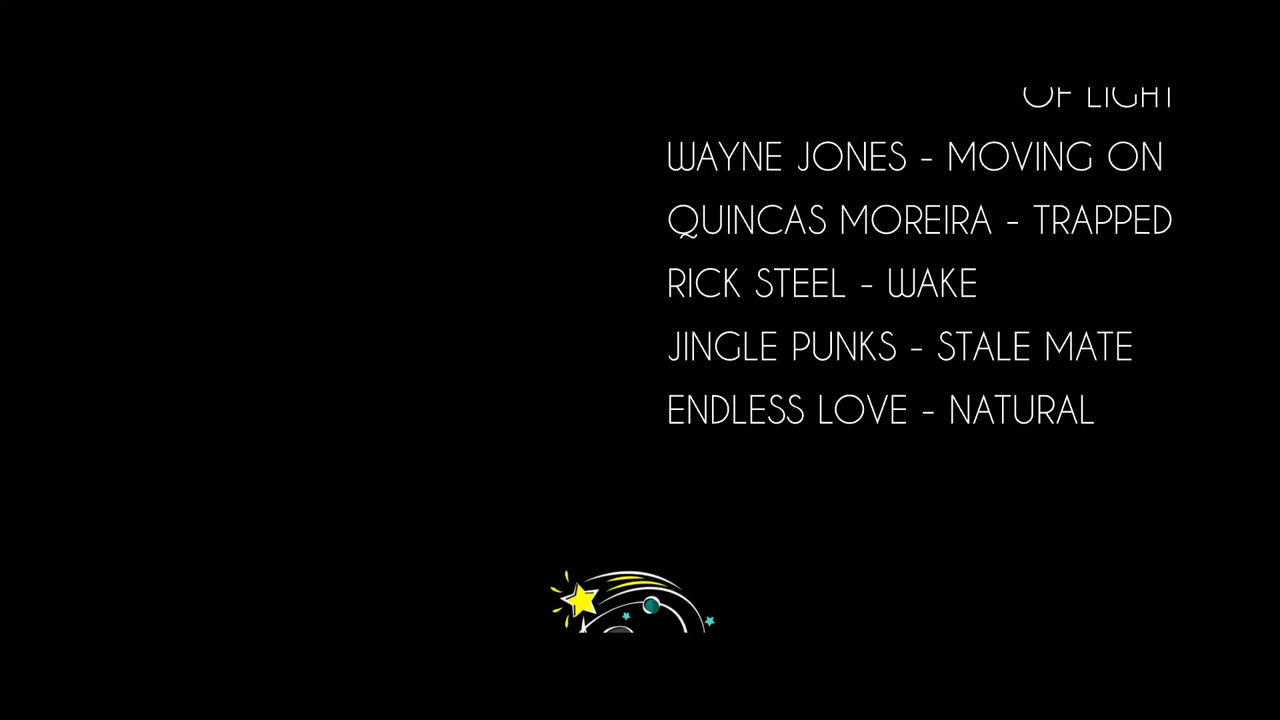 OF LIGHT
WAYNE JONES - MOVING ON
QUINCAS MOREIRA - TRAPPED
RICK STEEL - WAKE
JINGLE PUNKS - STALE MATE
ENDLESS LOVE - NATURAL